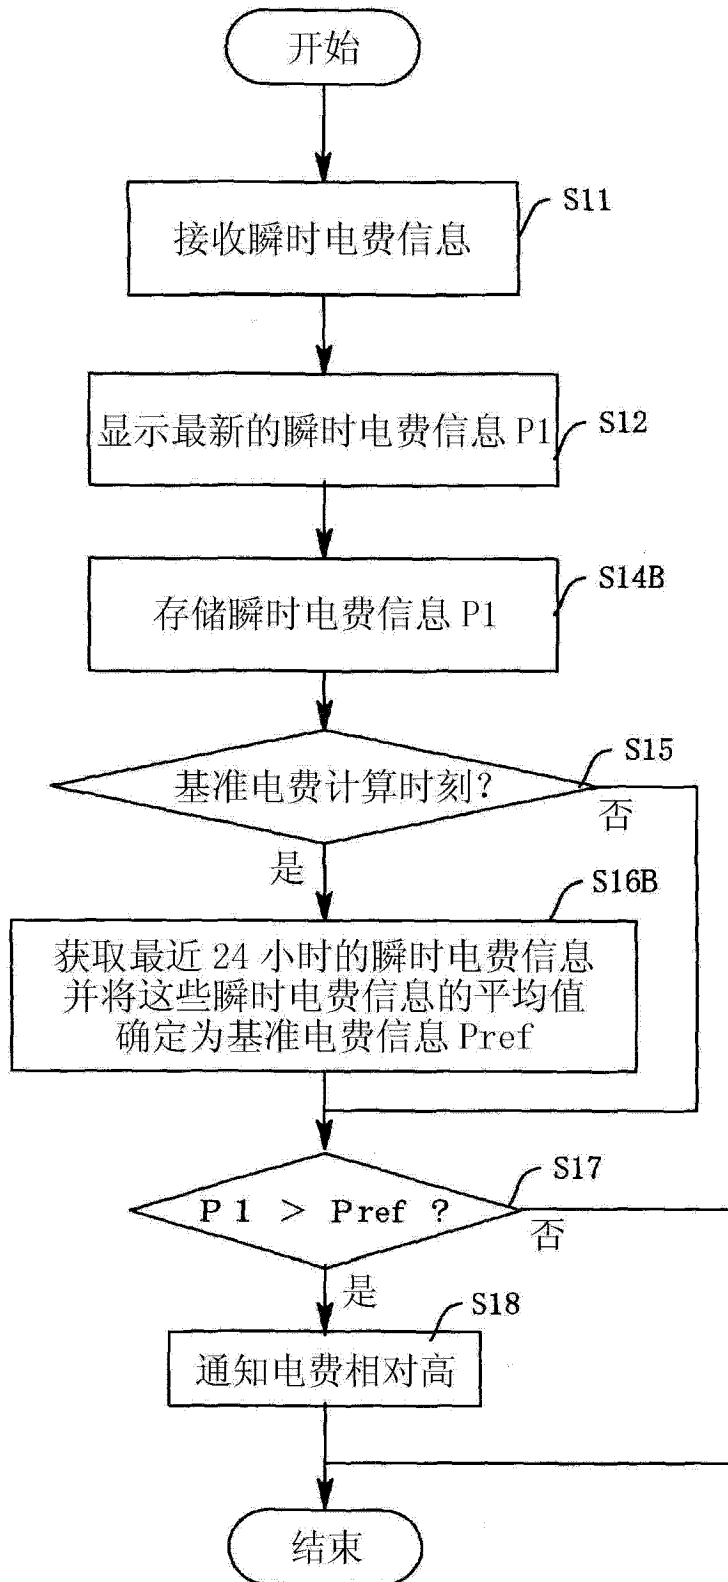 开始
S11
接收瞬时电费信息
S12
显示最新的瞬时电费信息 P1
S14B
存储瞬时电费信息 P1
S15
基准电费计算时刻？
否
是
S16B
获取最近 24 小时的瞬时电费信息
并将这些瞬时电费信息的平均值
确定为基准电费信息 Pref
S17
P1 > Pref ?
否
是
S18
通知电费相对高
结束